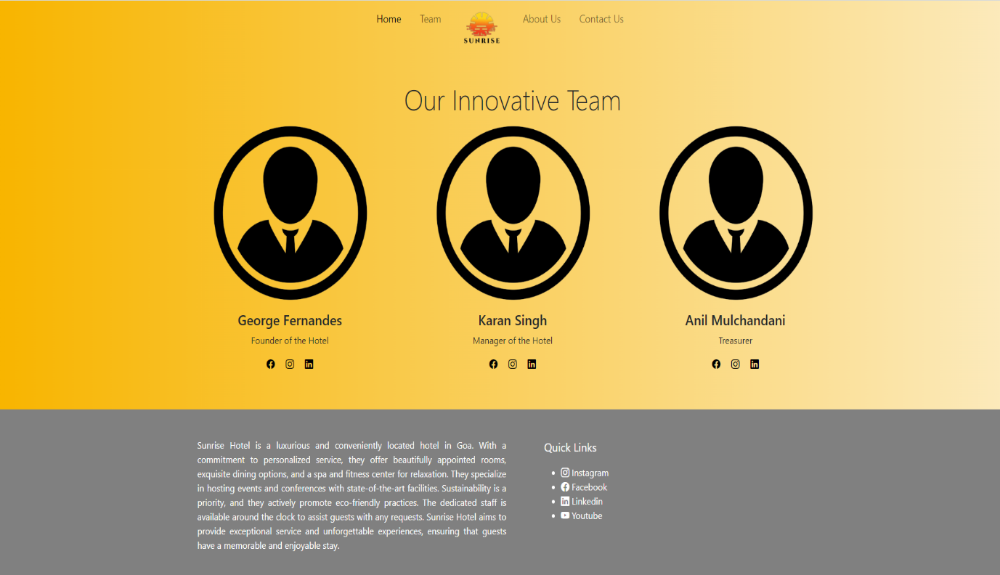 Home Team SUNRISE About Us Contact Us
Our Innovative Team
George Fernandes
Founder of the Hotel
Karan Singh
Manager of the Hotel
Anil Mulchandani
Treasurer
Sunrise Hotel is a luxurious and conveniently located hotel in Goa. With a
commitment to personalized service, they offer beautifully appointed rooms,
exquisite dining options, and a spa and fitness center for relaxation. They specialize
in hosting events and conferences with state-of-the-art facilities. Sustainability is a
priority, and they actively promote eco-friendly practices. The dedicated staff is
available around the clock to assist guests with any requests. Sunrise Hotel aims to
provide exceptional service and unforgettable experiences, ensuring that guests
have a memorable and enjoyable stay.
Quick Links
Instagram
Facebook
Linkedin
Youtube